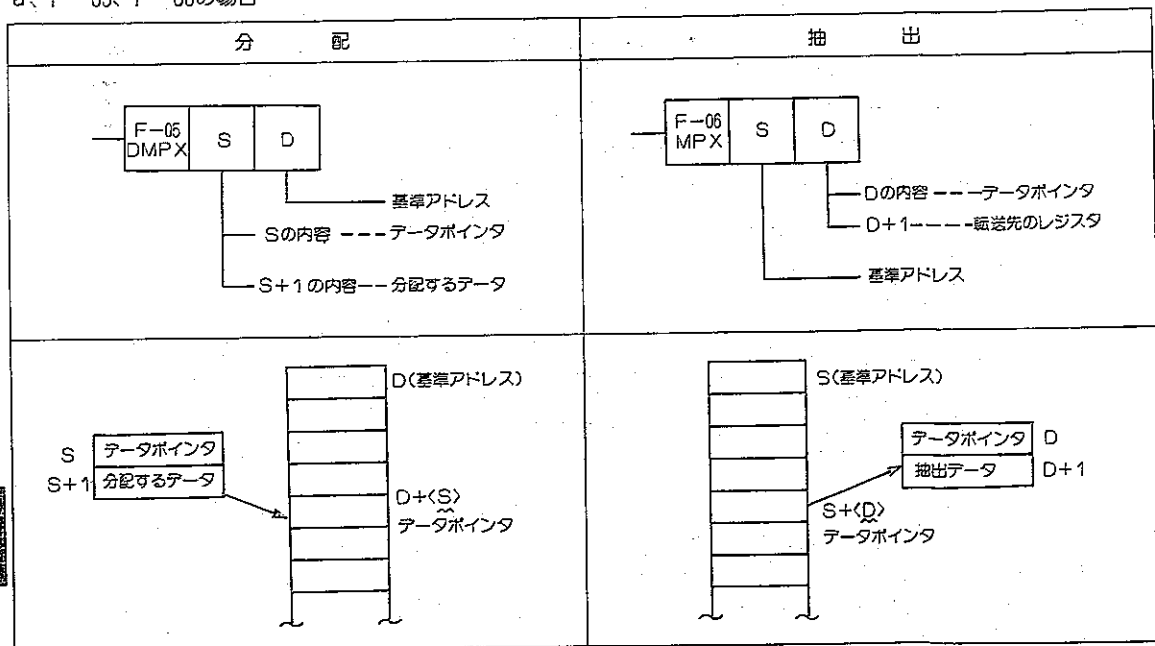 分 配
抽 出
F-05
DMPX
S
D
基準アドレス
Sの内容 --- データポインタ
S+1の内容 -- 分配するデータ
F-06
MPX
S
D
Dの内容 --- データポインタ
D+1 ---- 転送先のレジスタ
基準アドレス
D(基準アドレス)
S
データポインタ
S+1
分配するデータ
D+〈S〉
データポインタ
S(基準アドレス)
データポインタ
D
抽出データ
D+1
S+〈D〉
データポインタ